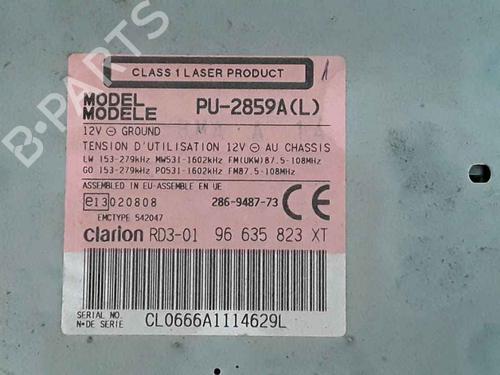 CLASS 1 LASER PRODUCT
MODEL
MODELE
PU-2859A(L)
12V ⊖ GROUND
TENSION D'UTILISATION 12V ⊖ AU CHASSIS
LW 153-279kHz MW531-1602kHz FM(UKW)87.5-108MHz
GO 153-279kHz PO531-1602kHz FM87.5-108MHz
ASSEMBLED IN EU-ASSEMBLE EN UE
e13 020808 286-9487-73 CE
EMCTYPE 542047
clarion RD3-01 96 635 823 XT
SERIAL NO.
N° DE SERIE
CL0666A1114629L
B-PARTS